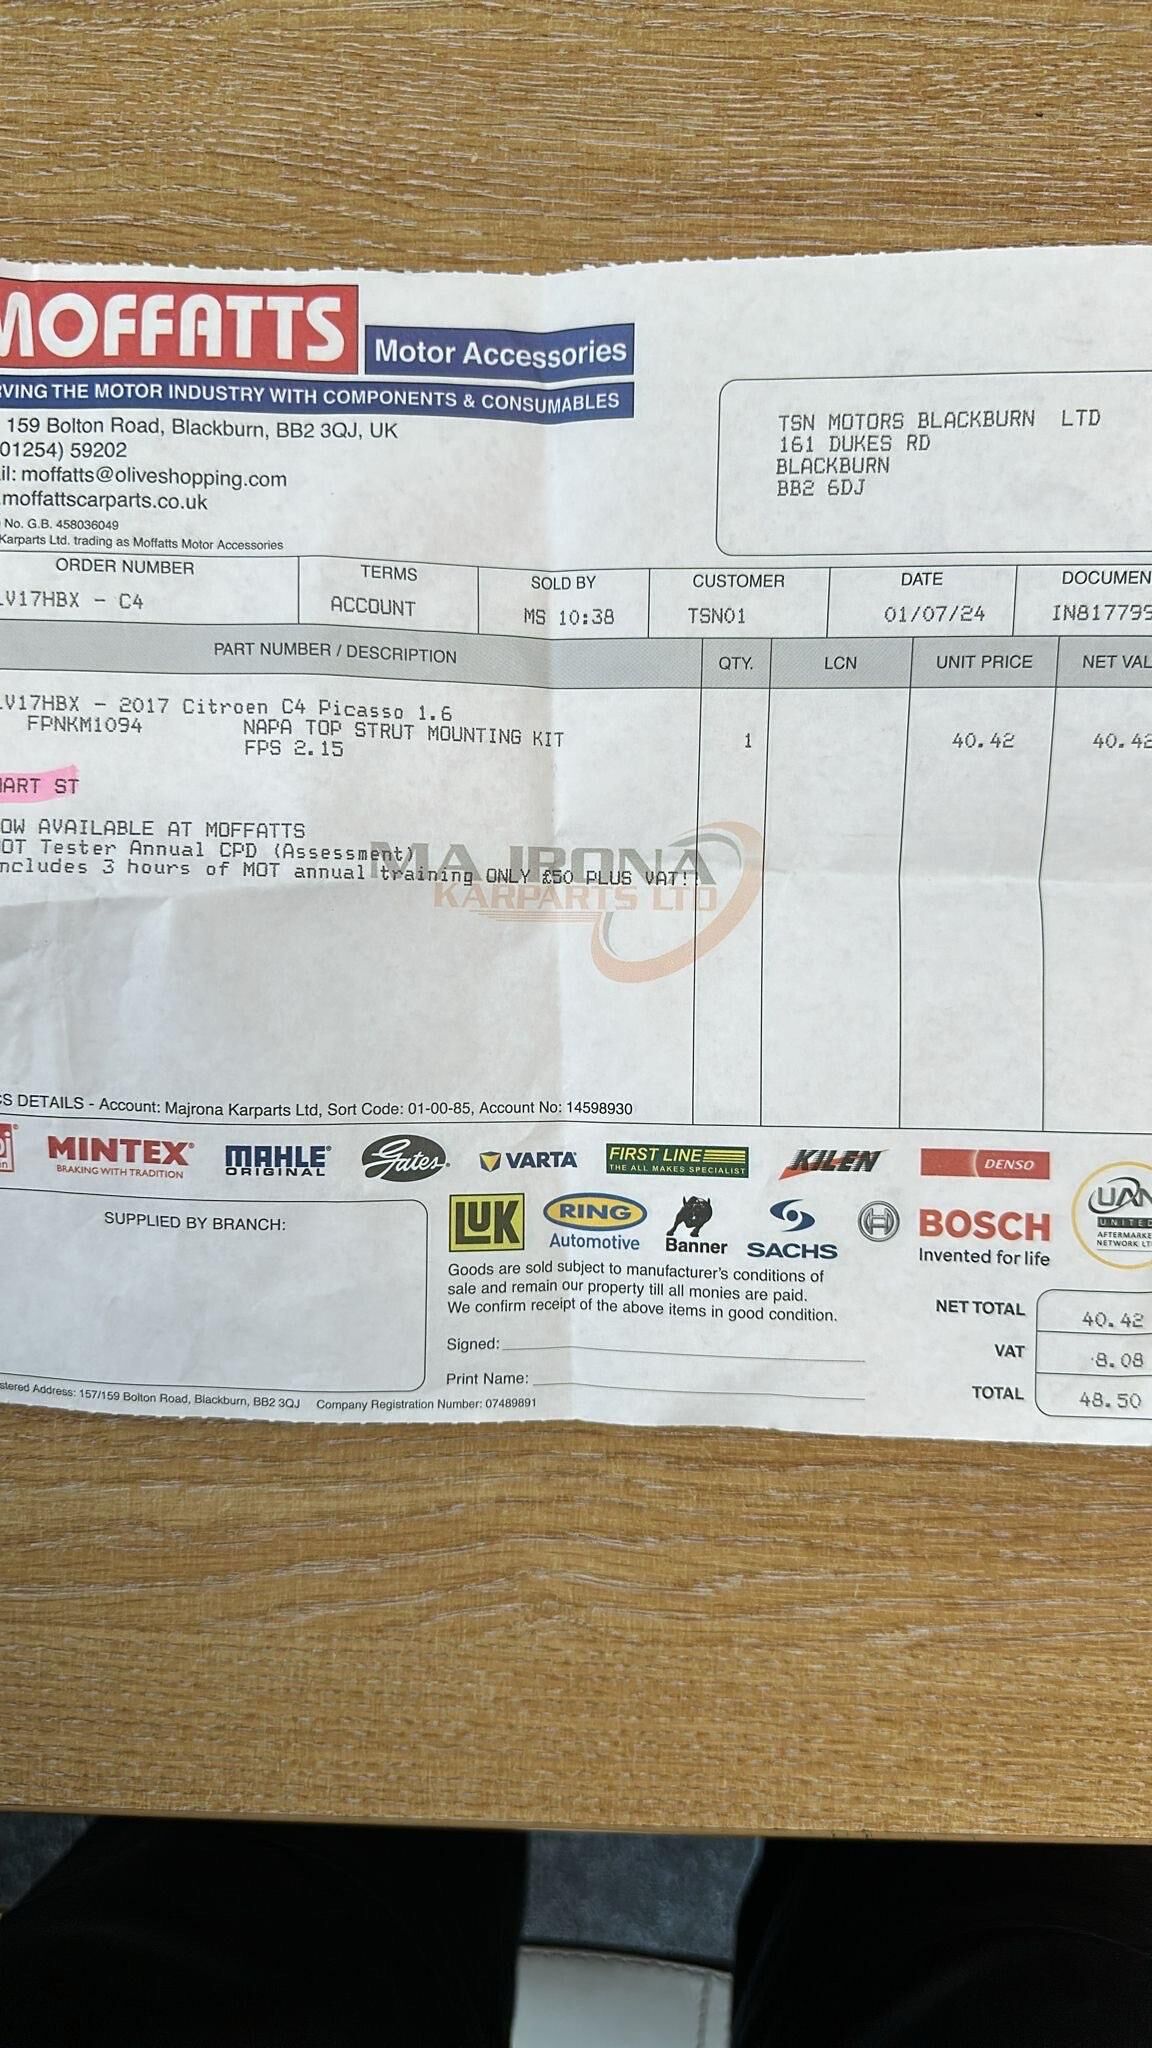 MOFFATTS
Motor Accessories
RVING THE MOTOR INDUSTRY WITH COMPONENTS & CONSUMABLES
159 Bolton Road, Blackburn, BB2 3QJ, UK
01254) 59202
il: moffatts@oliveshopping.com
.moffattscarparts.co.uk
No. G.B. 458036049
Karparts Ltd. trading as Moffatts Motor Accessories
TSN MOTORS BLACKBURN LTD
161 DUKES RD
BLACKBURN
BB2 6DJ
ORDER NUMBER TERMS SOLD BY CUSTOMER DATE DOCUMEN
LV17HBX - C4 ACCOUNT MS 10:38 TSN01 01/07/24 IN817799
PART NUMBER / DESCRIPTION QTY. LCN UNIT PRICE NET VAL
LV17HBX - 2017 Citroen C4 Picasso 1.6
FPNKM1094 NAPA TOP STRUT MOUNTING KIT 1 40.42 40.42
FPS 2.15
HART ST
OW AVAILABLE AT MOFFATTS
OT Tester Annual CPD (Assessment)
ncludes 3 hours of MOT annual training ONLY £50 PLUS VAT!!
MAJRONA
KARPARTS LTD
CS DETAILS - Account: Majrona Karparts Ltd, Sort Code: 01-00-85, Account No: 14598930
MINTEX
BRAKING WITH TRADITION
MAHLE
ORIGINAL
Gates
VARTA
FIRST LINE
THE ALL MAKES SPECIALIST
KILEN
DENSO
LUK
RING
Automotive
Banner
SACHS
BOSCH
Invented for life
UAN
UNITED
AFTERMARKE
NETWORK LT
SUPPLIED BY BRANCH:
Goods are sold subject to manufacturer's conditions of
sale and remain our property till all monies are paid.
We confirm receipt of the above items in good condition.
Signed:
Print Name:
NET TOTAL 40.42
VAT 8.08
TOTAL 48.50
stered Address: 157/159 Bolton Road, Blackburn, BB2 3QJ Company Registration Number: 07489891